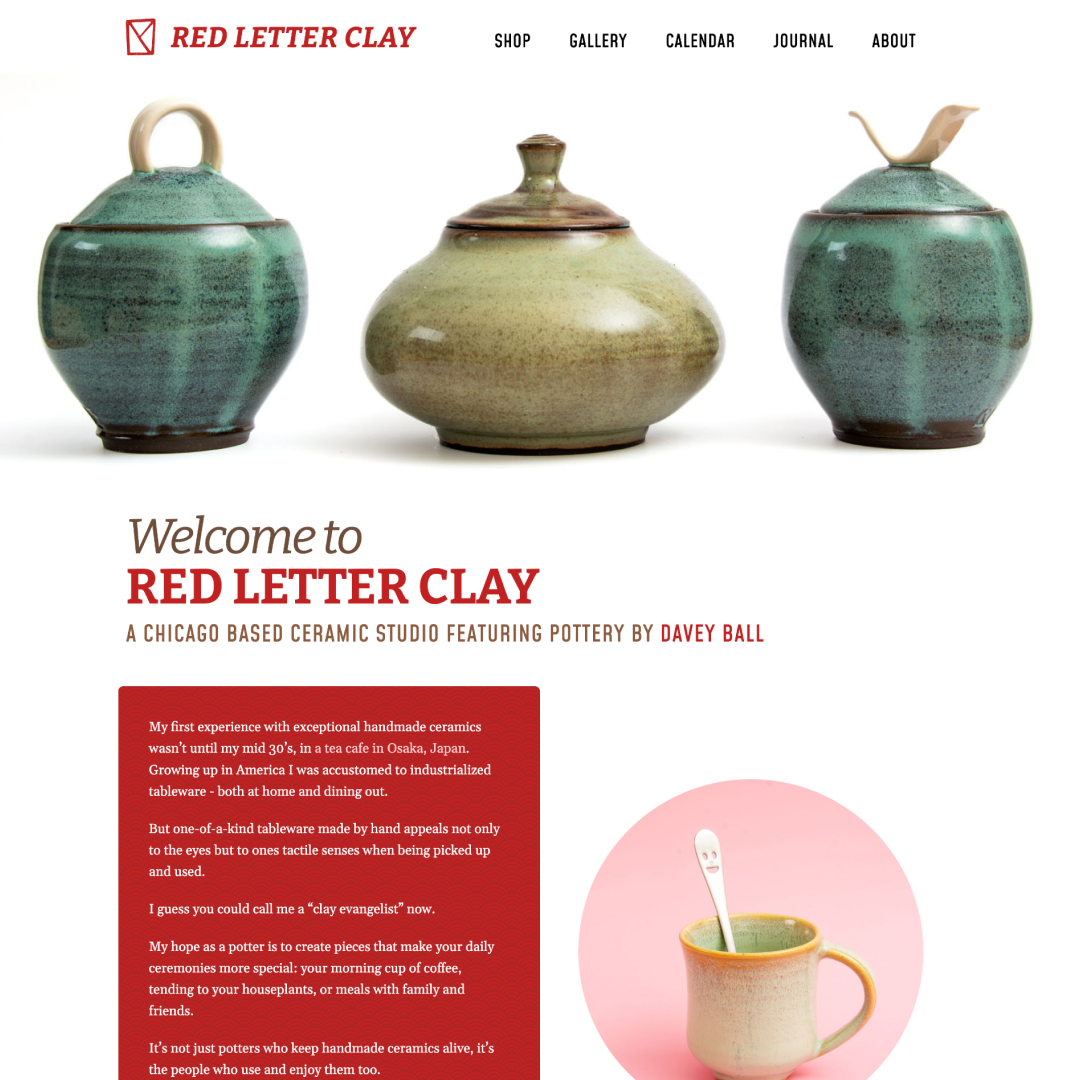 RED LETTER CLAY
SHOP GALLERY CALENDAR JOURNAL ABOUT
Welcome to
RED LETTER CLAY
A CHICAGO BASED CERAMIC STUDIO FEATURING POTTERY BY DAVEY BALL
My first experience with exceptional handmade ceramics
wasn’t until my mid 30’s, in a tea cafe in Osaka, Japan.
Growing up in America I was accustomed to industrialized
tableware - both at home and dining out.
But one-of-a-kind tableware made by hand appeals not only
to the eyes but to ones tactile senses when being picked up
and used.
I guess you could call me a “clay evangelist” now.
My hope as a potter is to create pieces that make your daily
ceremonies more special: your morning cup of coffee,
tending to your houseplants, or meals with family and
friends.
It’s not just potters who keep handmade ceramics alive, it’s
the people who use and enjoy them too.